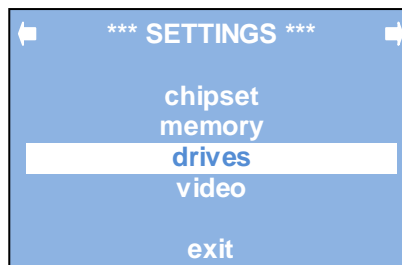 *** SETTINGS ***
chipset
memory
drives
video
exit